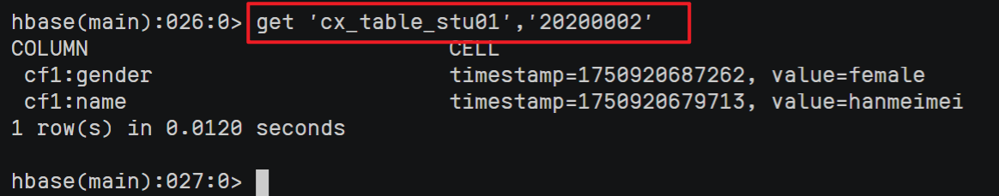 hbase(main):026:0> get 'cx_table_stu01','20200002'
COLUMN CELL
cf1:gender timestamp=1750920687262, value=female
cf1:name timestamp=1750920679713, value=hanmeimei
1 row(s) in 0.0120 seconds
hbase(main):027:0>